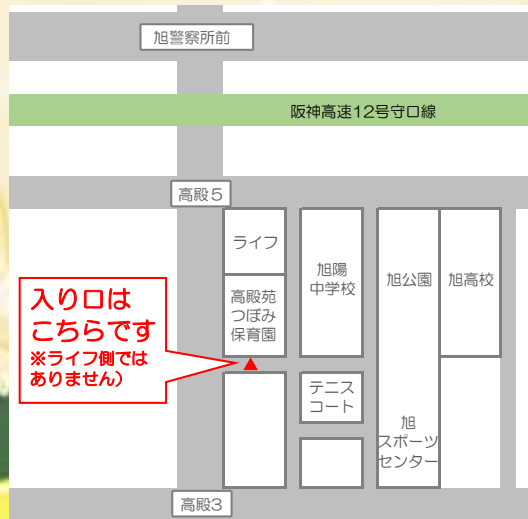 旭警察所前
阪神高速12号守口線
高殿5
ライフ
高殿苑
つぼみ
保育園
旭陽
中学校
旭公園
旭高校
入り口は
こちらです
※ライフ側では
ありません）
テニス
コート
旭
スポーツ
センター
高殿3